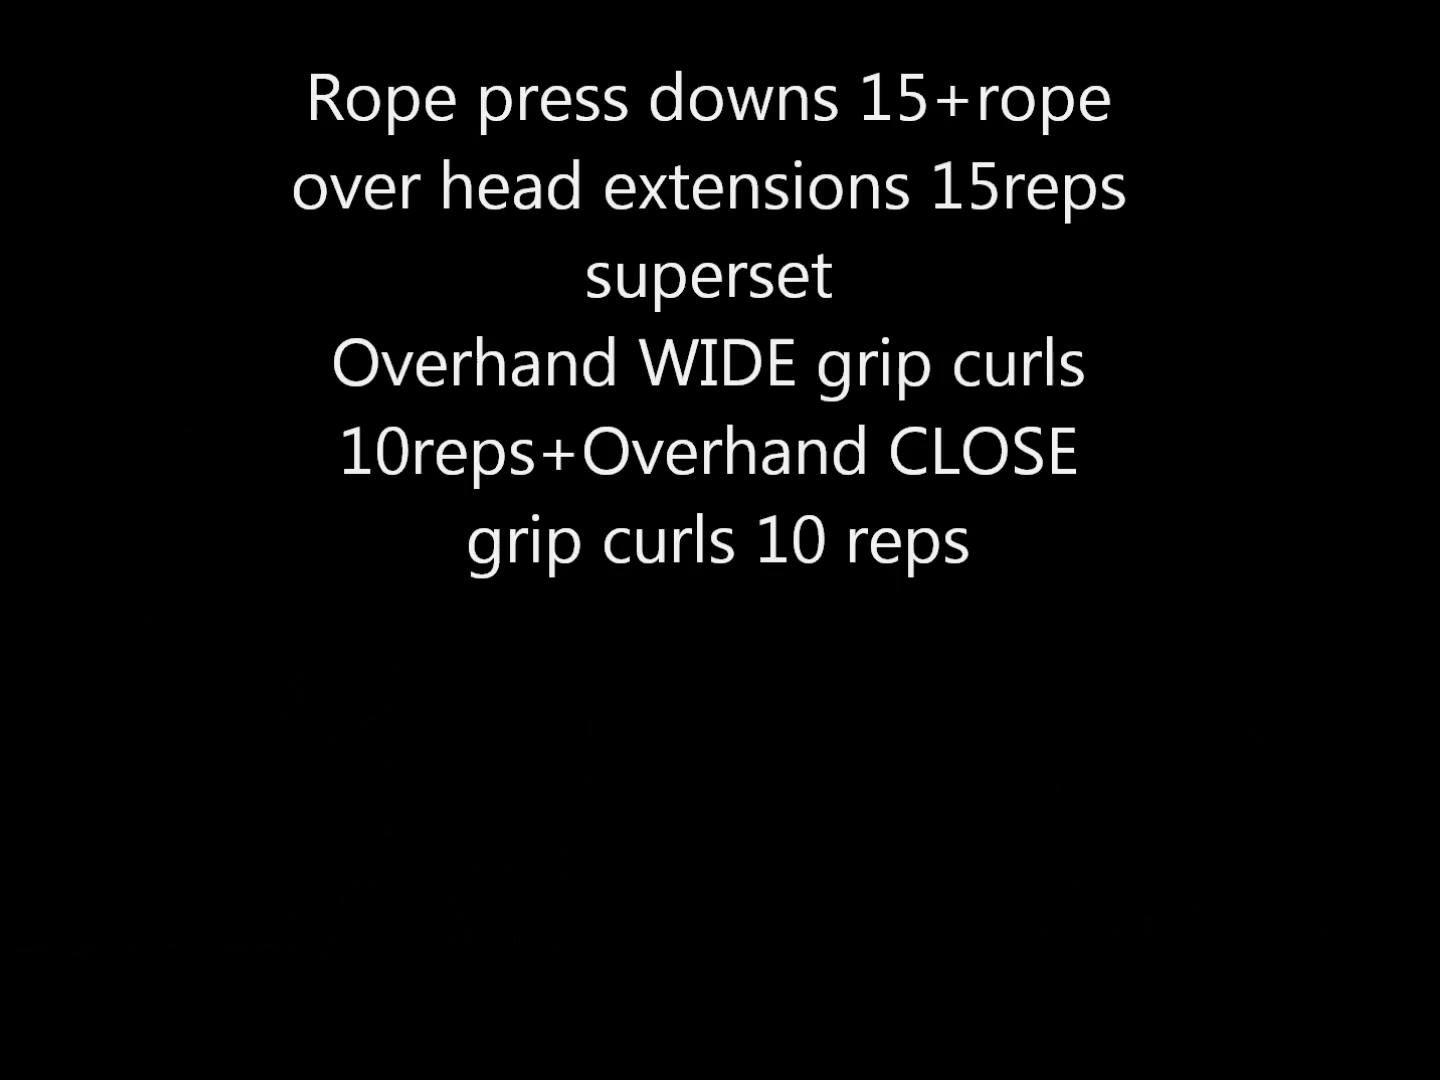 Rope press downs 15+rope
over head extensions 15reps
superset
Overhand WIDE grip curls
10reps+Overhand CLOSE
grip curls 10 reps